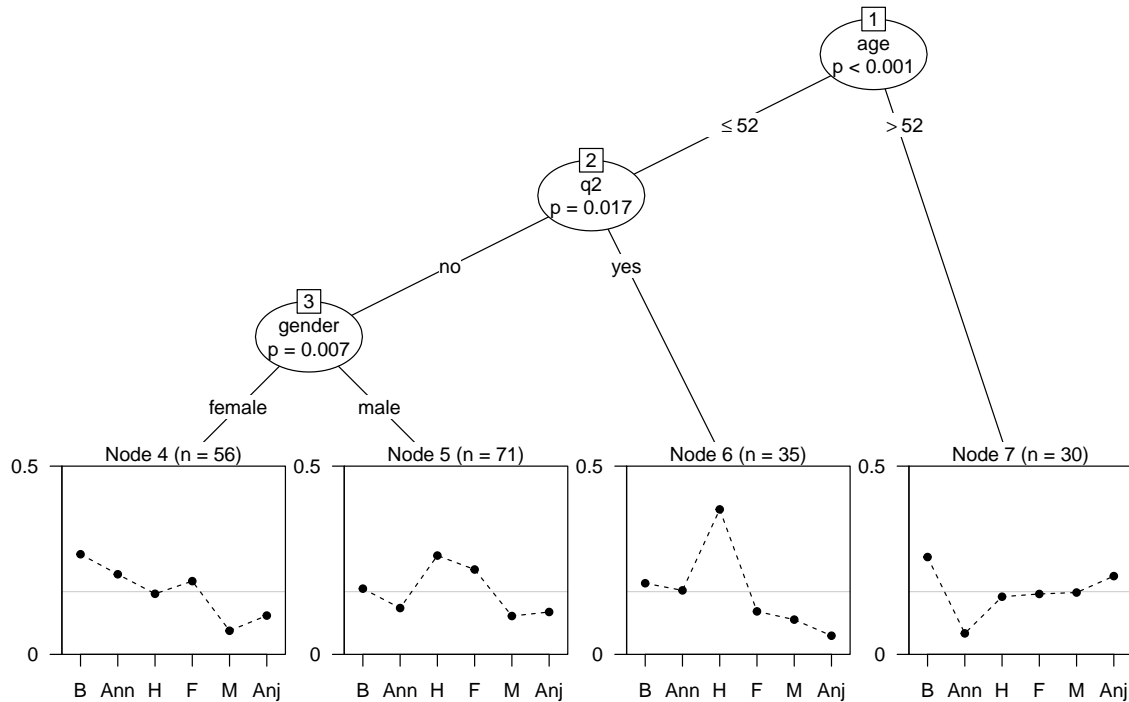 1
age
p < 0.001
≤ 52
> 52
2
q2
p = 0.017
no
yes
3
gender
p = 0.007
female
male
Node 4 (n = 56)
Node 5 (n = 71)
Node 6 (n = 35)
Node 7 (n = 30)
0.5
0.5
0.5
0.5
0
0
0
0
B Ann H F M Anj
B Ann H F M Anj
B Ann H F M Anj
B Ann H F M Anj